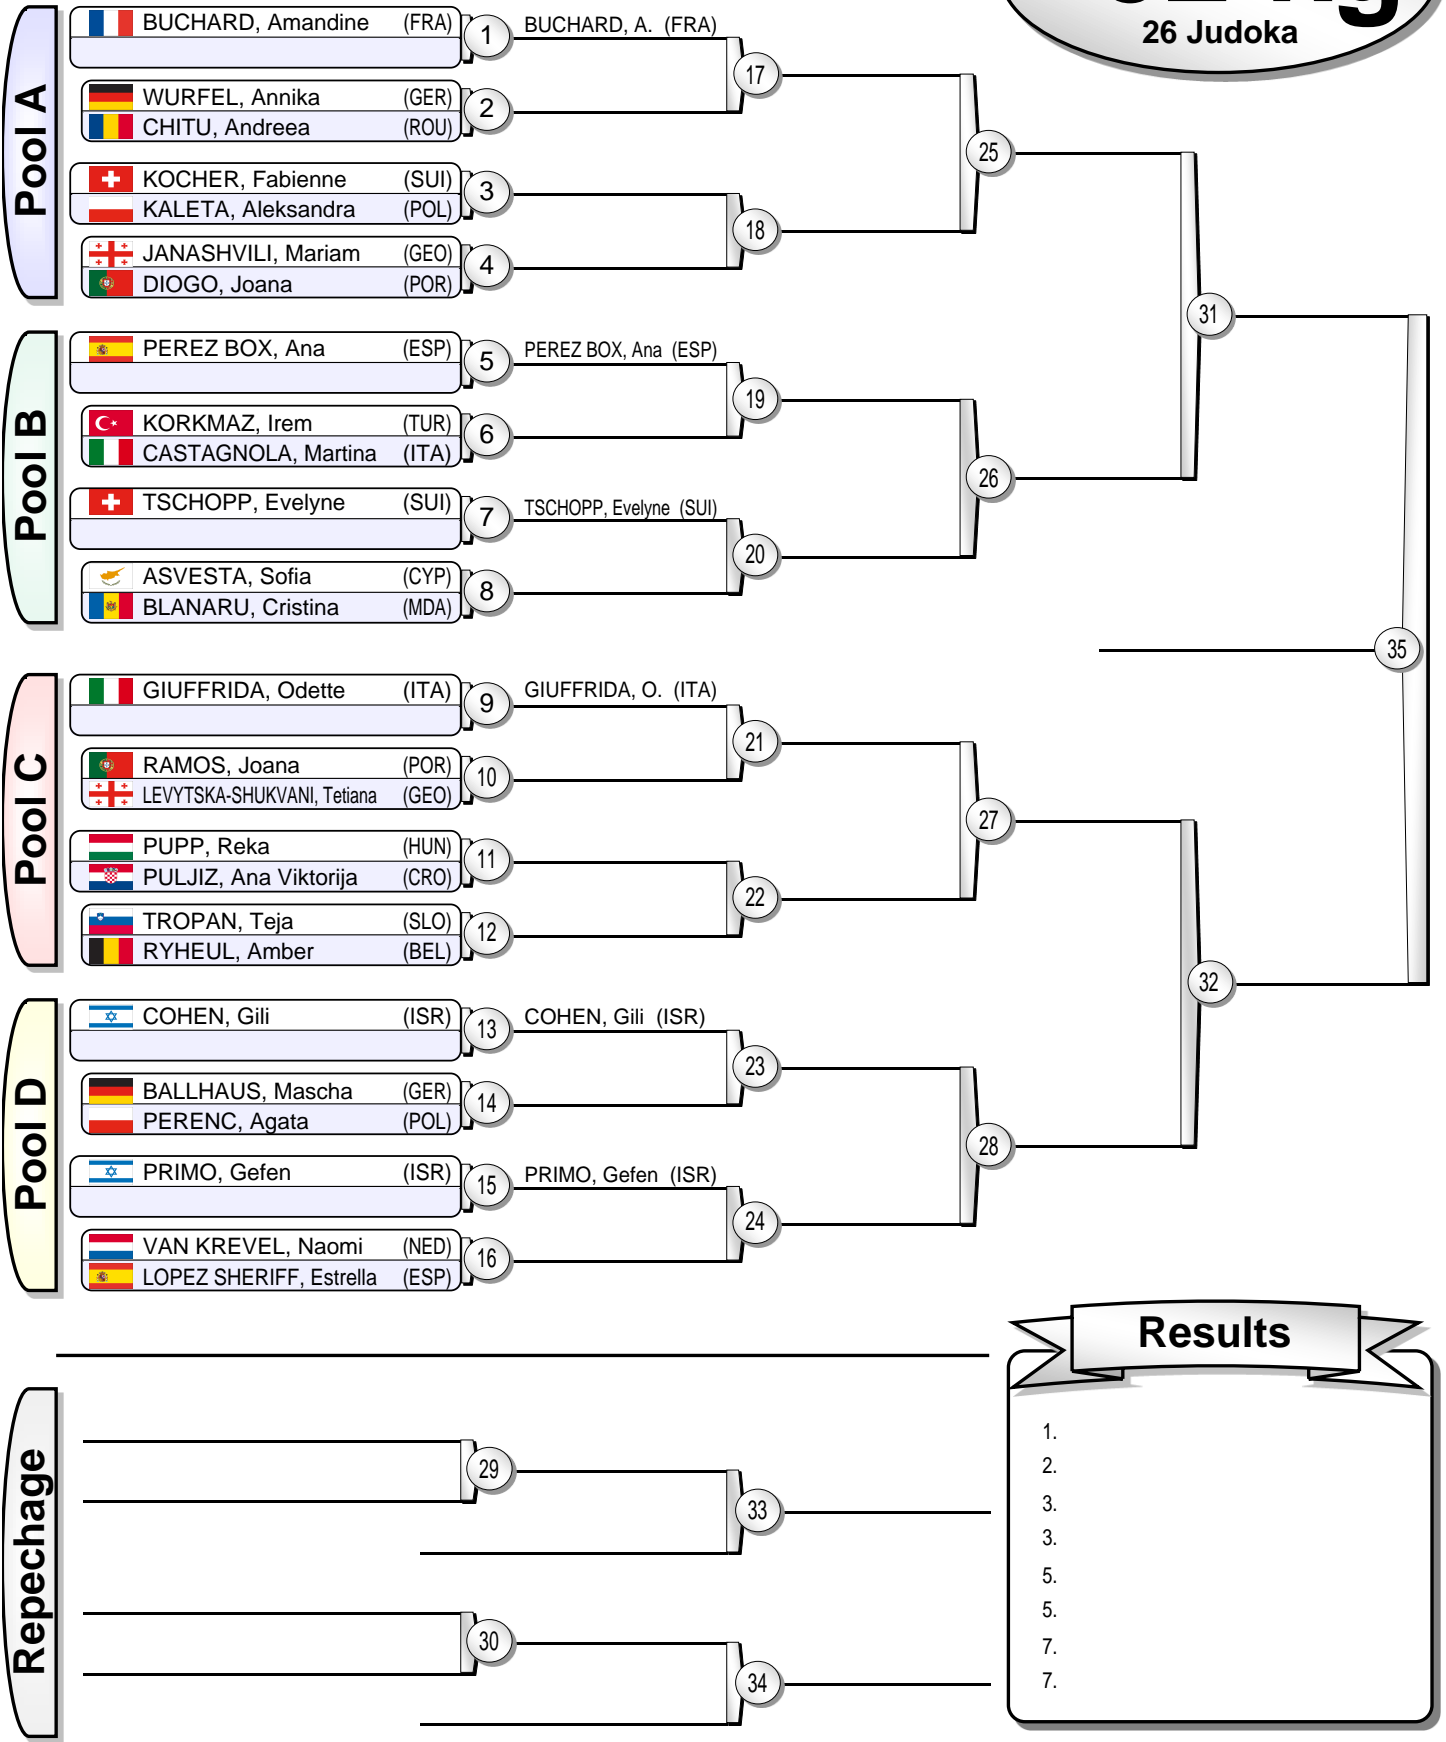 26 Judoka
Pool A
BUCHARD, Amandine (FRA) 1 BUCHARD, A. (FRA)
17
WURFEL, Annika (GER) 2
CHITU, Andreea (ROU)
25
KOCHER, Fabienne (SUI) 3
KALETA, Aleksandra (POL)
18
JANASHVILI, Mariam (GEO) 4
DIOGO, Joana (POR)
31
Pool B
PEREZ BOX, Ana (ESP) 5 PEREZ BOX, Ana (ESP)
19
KORKMAZ, Irem (TUR) 6
CASTAGNOLA, Martina (ITA)
26
TSCHOPP, Evelyne (SUI) 7 TSCHOPP, Evelyne (SUI)
20
ASVESTA, Sofia (CYP) 8
BLANARU, Cristina (MDA)
35
Pool C
GIUFFRIDA, Odette (ITA) 9 GIUFFRIDA, O. (ITA)
21
RAMOS, Joana (POR) 10
LEVYTSKA-SHUKVANI, Tetiana (GEO)
27
PUPP, Reka (HUN) 11
PULJIZ, Ana Viktorija (CRO)
22
TROPAN, Teja (SLO) 12
RYHEUL, Amber (BEL)
32
Pool D
COHEN, Gili (ISR) 13 COHEN, Gili (ISR)
23
BALLHAUS, Mascha (GER) 14
PERENC, Agata (POL)
28
PRIMO, Gefen (ISR) 15 PRIMO, Gefen (ISR)
24
VAN KREVEL, Naomi (NED) 16
LOPEZ SHERIFF, Estrella (ESP)
Repechage
29
33
30
34
Results
1.
2.
3.
3.
5.
5.
7.
7.